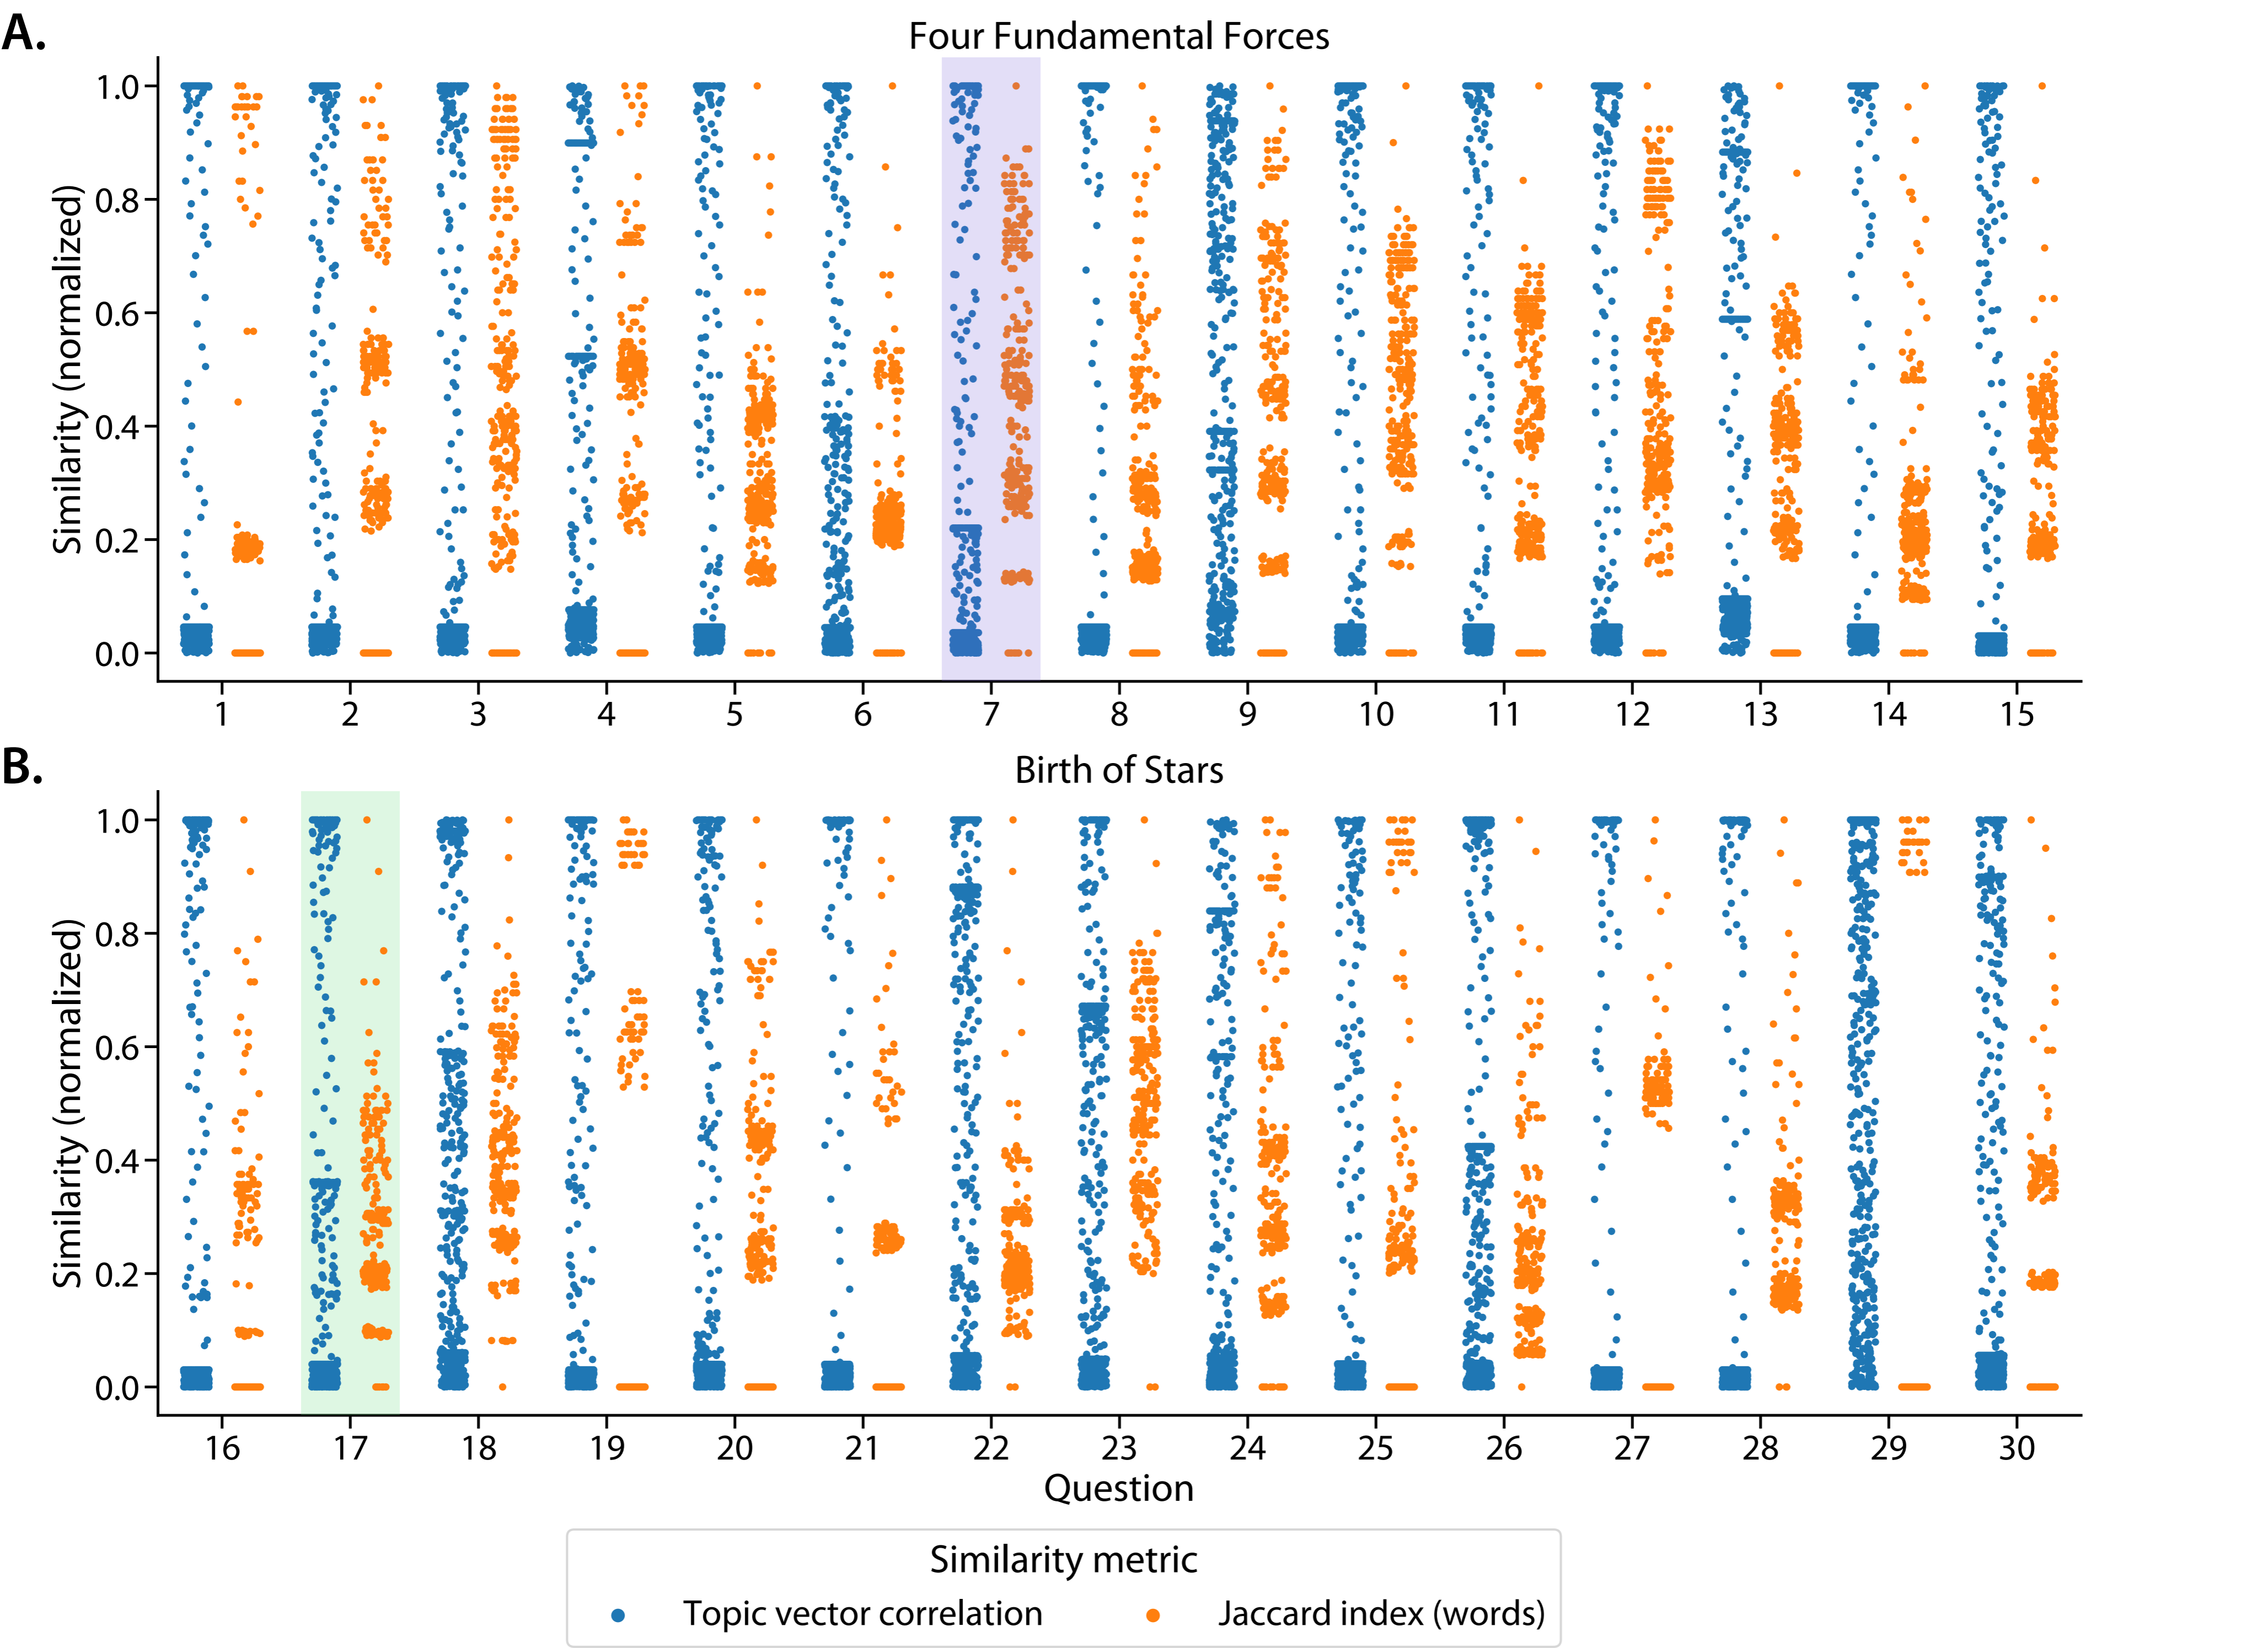 A.
Four Fundamental Forces
Similarity (normalized)
1.0
0.8
0.6
0.4
0.2
0.0
1 2 3 4 5 6 7 8 9 10 11 12 13 14 15
B.
Birth of Stars
Similarity (normalized)
1.0
0.8
0.6
0.4
0.2
0.0
16 17 18 19 20 21 22 23 24 25 26 27 28 29 30
Question
Similarity metric
Topic vector correlation Jaccard index (words)